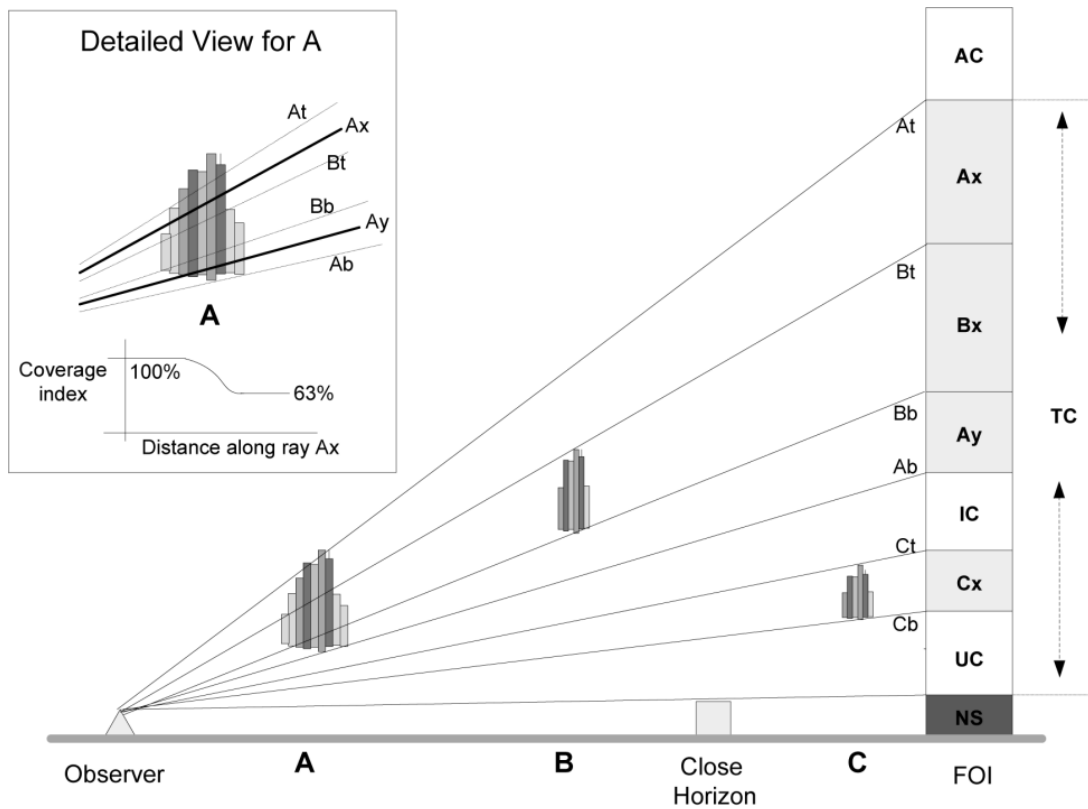 Detailed View for A
At
Ax
Bt
Bb
Ay
Ab
A
Coverage
index
100%
63%
Distance along ray Ax
AC
At
Ax
Bt
Bx
Bb
Ay
TC
Ab
IC
Ct
Cx
Cb
UC
NS
Observer
A
B
Close
Horizon
C
FOI